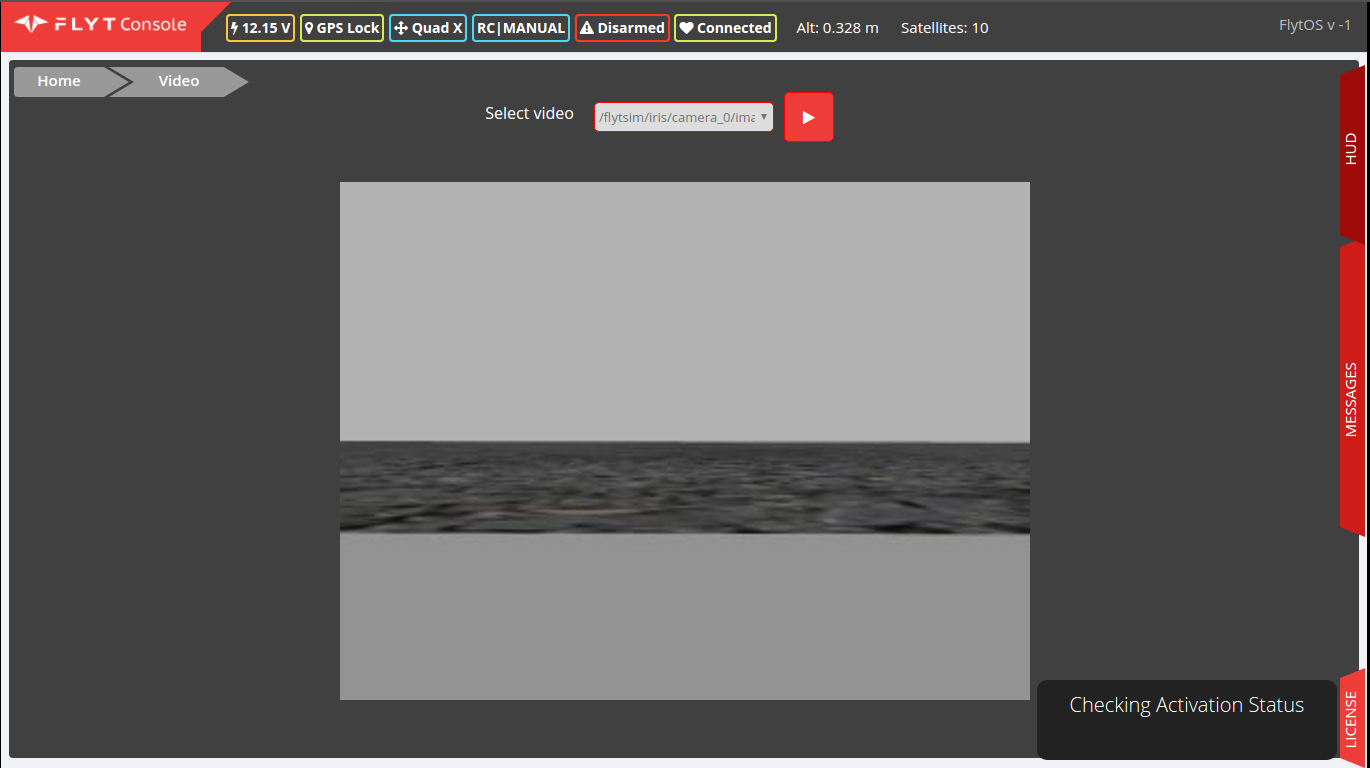 FLYT Console
12.15 V
GPS Lock
Quad X
RC|MANUAL
Disarmed
Connected
Alt: 0.328 m
Satellites: 10
FlytOS v -1
Home
Video
Select video
/flytsim/iris/camera_0/ima
HUD
MESSAGES
Checking Activation Status
LICENSE